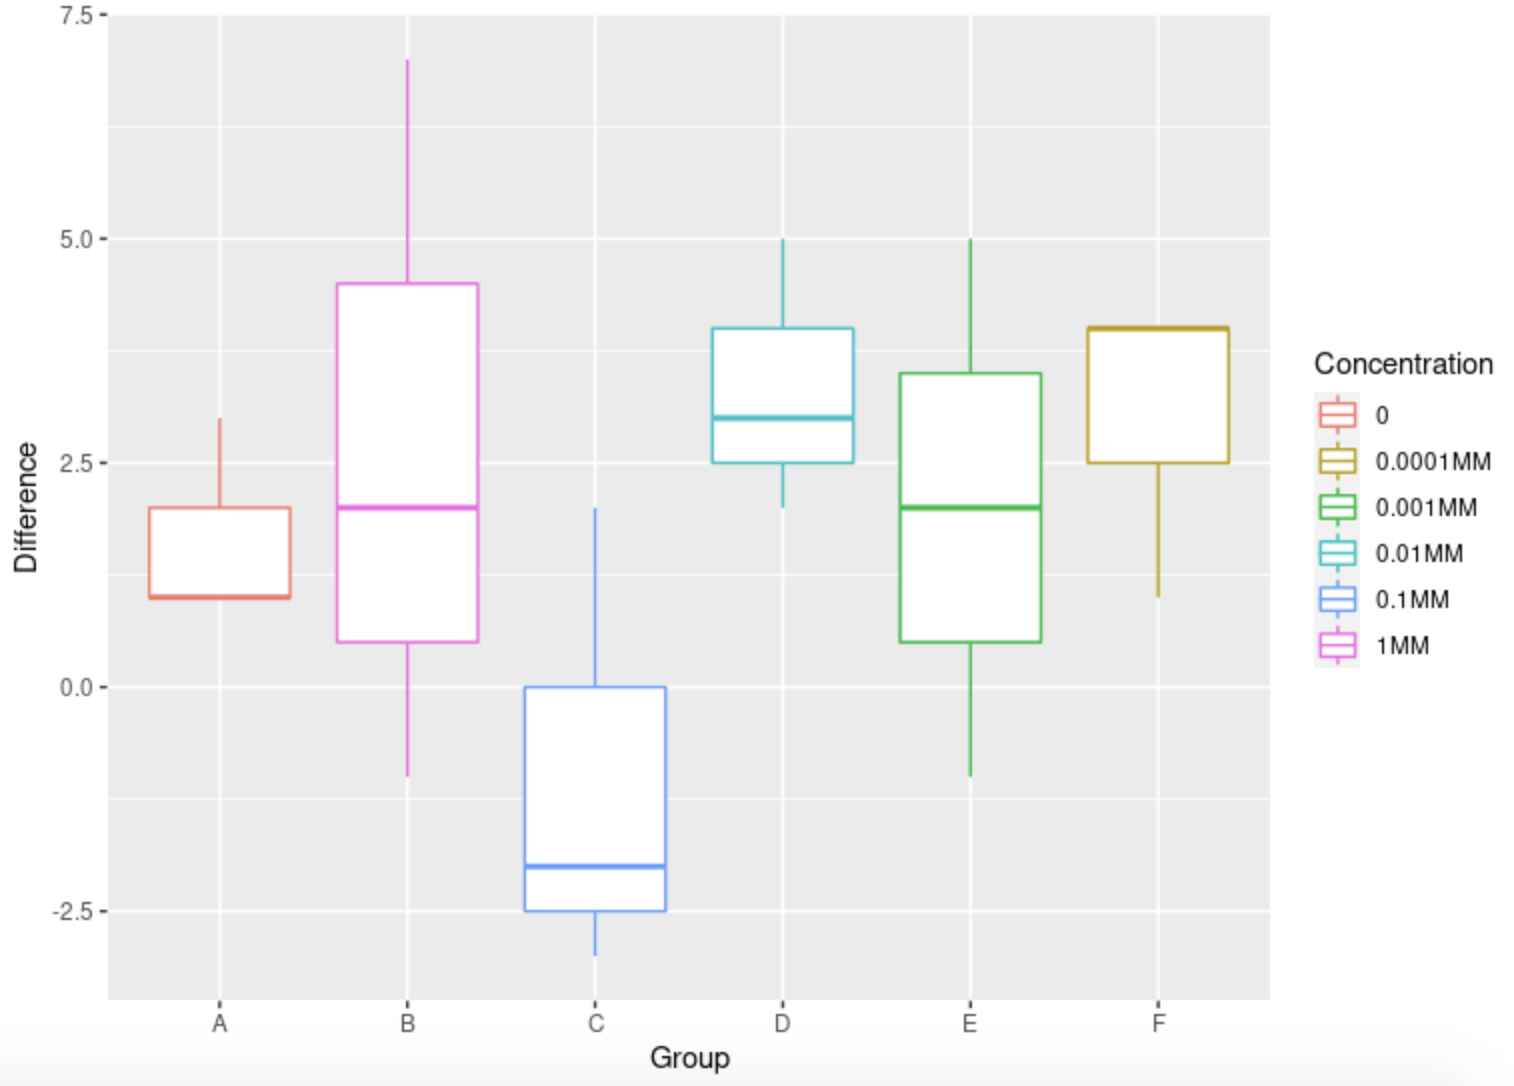 7.5
5.0
2.5
0.0
-2.5
Difference
A B C D E F
Group
Concentration
0
0.0001MM
0.001MM
0.01MM
0.1MM
1MM